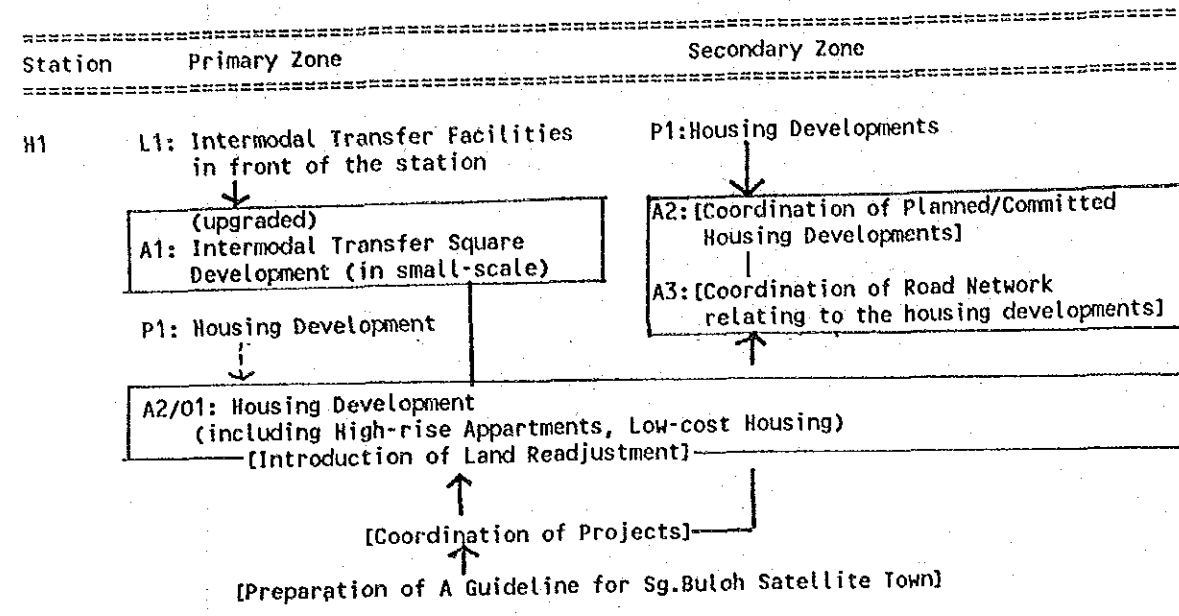 Station Primary Zone Secondary Zone
H1 L1: Intermodal Transfer Facilities P1:Housing Developments
in front of the station
(upgraded)
A1: Intermodal Transfer Square
Development (in small-scale)
A2:[Coordination of Planned/Committed
Housing Developments]
A3:[Coordination of Road Network
relating to the housing developments]
P1: Housing Development
A2/O1: Housing Development
(including High-rise Appartments, Low-cost Housing)
[Introduction of Land Readjustment]
[Coordination of Projects]
[Preparation of A Guideline for Sg.Buloh Satellite Town]